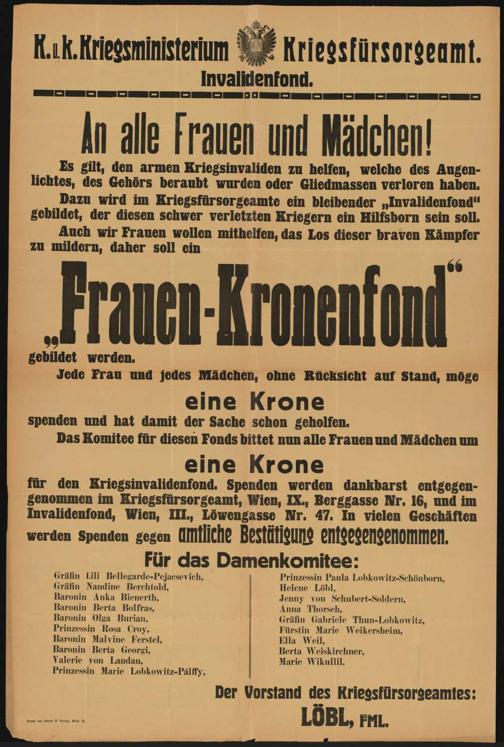 K. u. k. Kriegsministerium Kriegsfürsorgeamt.
Invalidenfond.
An alle Frauen und Mädchen!
Es gilt, den armen Kriegsinvaliden zu helfen, welche des Augen-
lichtes, des Gehörs beraubt wurden oder Gliedmassen verloren haben.
Dazu wird im Kriegsfürsorgeamte ein bleibender „Invalidenfond“
gebildet, der diesen schwer verletzten Kriegern ein Hilfsborn sein soll.
Auch wir Frauen wollen mithelfen, das Los dieser braven Kämpfer
zu mildern, daher soll ein
„Frauen-Kronenfond“
gebildet werden.
Jede Frau und jedes Mädchen, ohne Rücksicht auf Stand, möge
eine Krone
spenden und hat damit der Sache schon geholfen.
Das Komitee für diesen Fonds bittet nun alle Frauen und Mädchen um
eine Krone
für den Kriegsinvalidenfond. Spenden werden dankbarst entgegen-
genommen im Kriegsfürsorgeamt, Wien, IX., Berggasse Nr. 16, und im
Invalidenfond, Wien, III., Löwengasse Nr. 47. In vielen Geschäften
werden Spenden gegen amtliche Bestätigung entgegengenommen.
Für das Damenkomitee:
Gräfin Lili Bellegarde-Pejacsevich,
Gräfin Nandine Berchtold,
Baronin Anka Bienerth,
Baronin Berta Bolfras,
Baronin Olga Burian,
Prinzessin Rosa Croy,
Baronin Malvine Ferstel,
Baronin Berta Georgi,
Valerie von Landau,
Prinzessin Marie Lobkowitz-Pálffy,
Prinzessin Paula Lobkowitz-Schönborn,
Helene Löbl,
Jenny von Schubert-Soldern,
Anna Thorsch,
Gräfin Gabriele Thun-Lobkowitz,
Fürstin Marie Weikersheim,
Ella Weil,
Berta Weiskirchner,
Marie Wikullil.
Der Vorstand des Kriegsfürsorgeamtes:
LÖBL, FML.